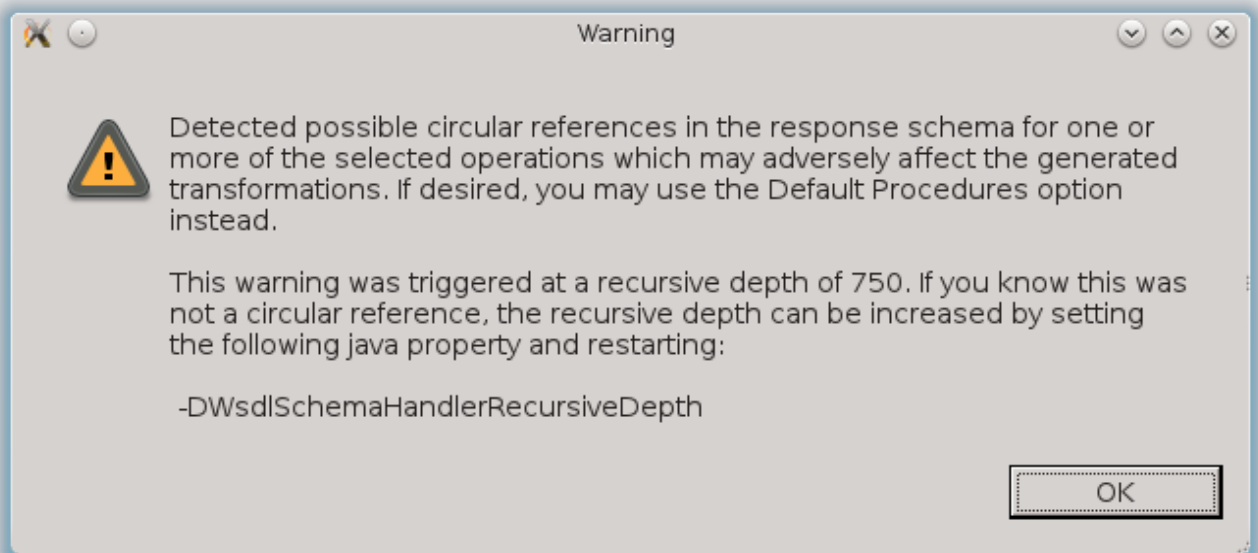 Warning
Detected possible circular references in the response schema for one or
more of the selected operations which may adversely affect the generated
transformations. If desired, you may use the Default Procedures option
instead.
This warning was triggered at a recursive depth of 750. If you know this was
not a circular reference, the recursive depth can be increased by setting
the following java property and restarting:
-DWsdlSchemaHandlerRecursiveDepth
OK